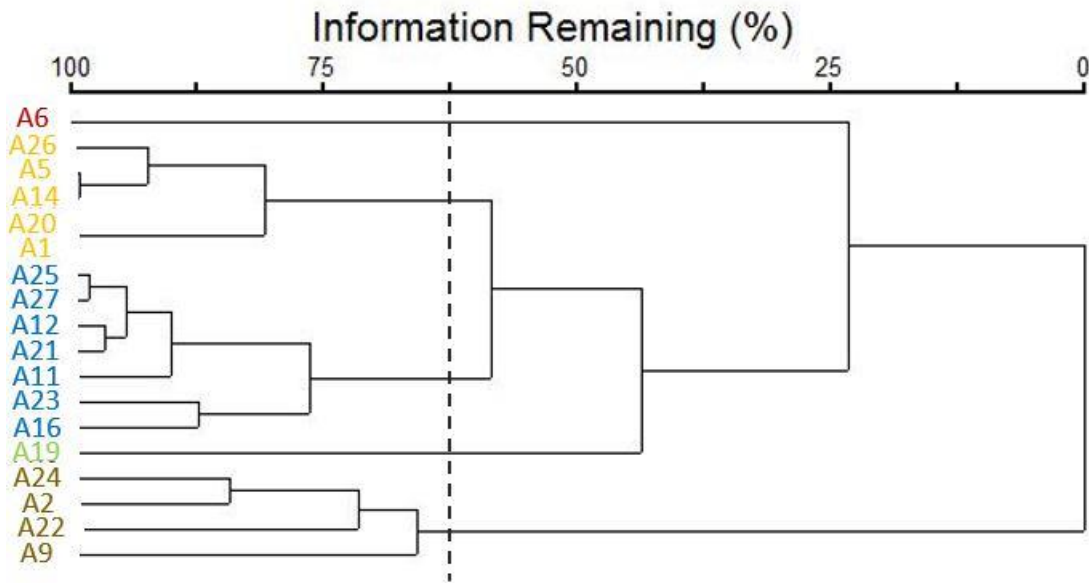 Information Remaining (%)
100 75 50 25 0
A6
A26
A5
A14
A20
A1
A25
A27
A12
A21
A11
A23
A16
A19
A24
A2
A22
A9